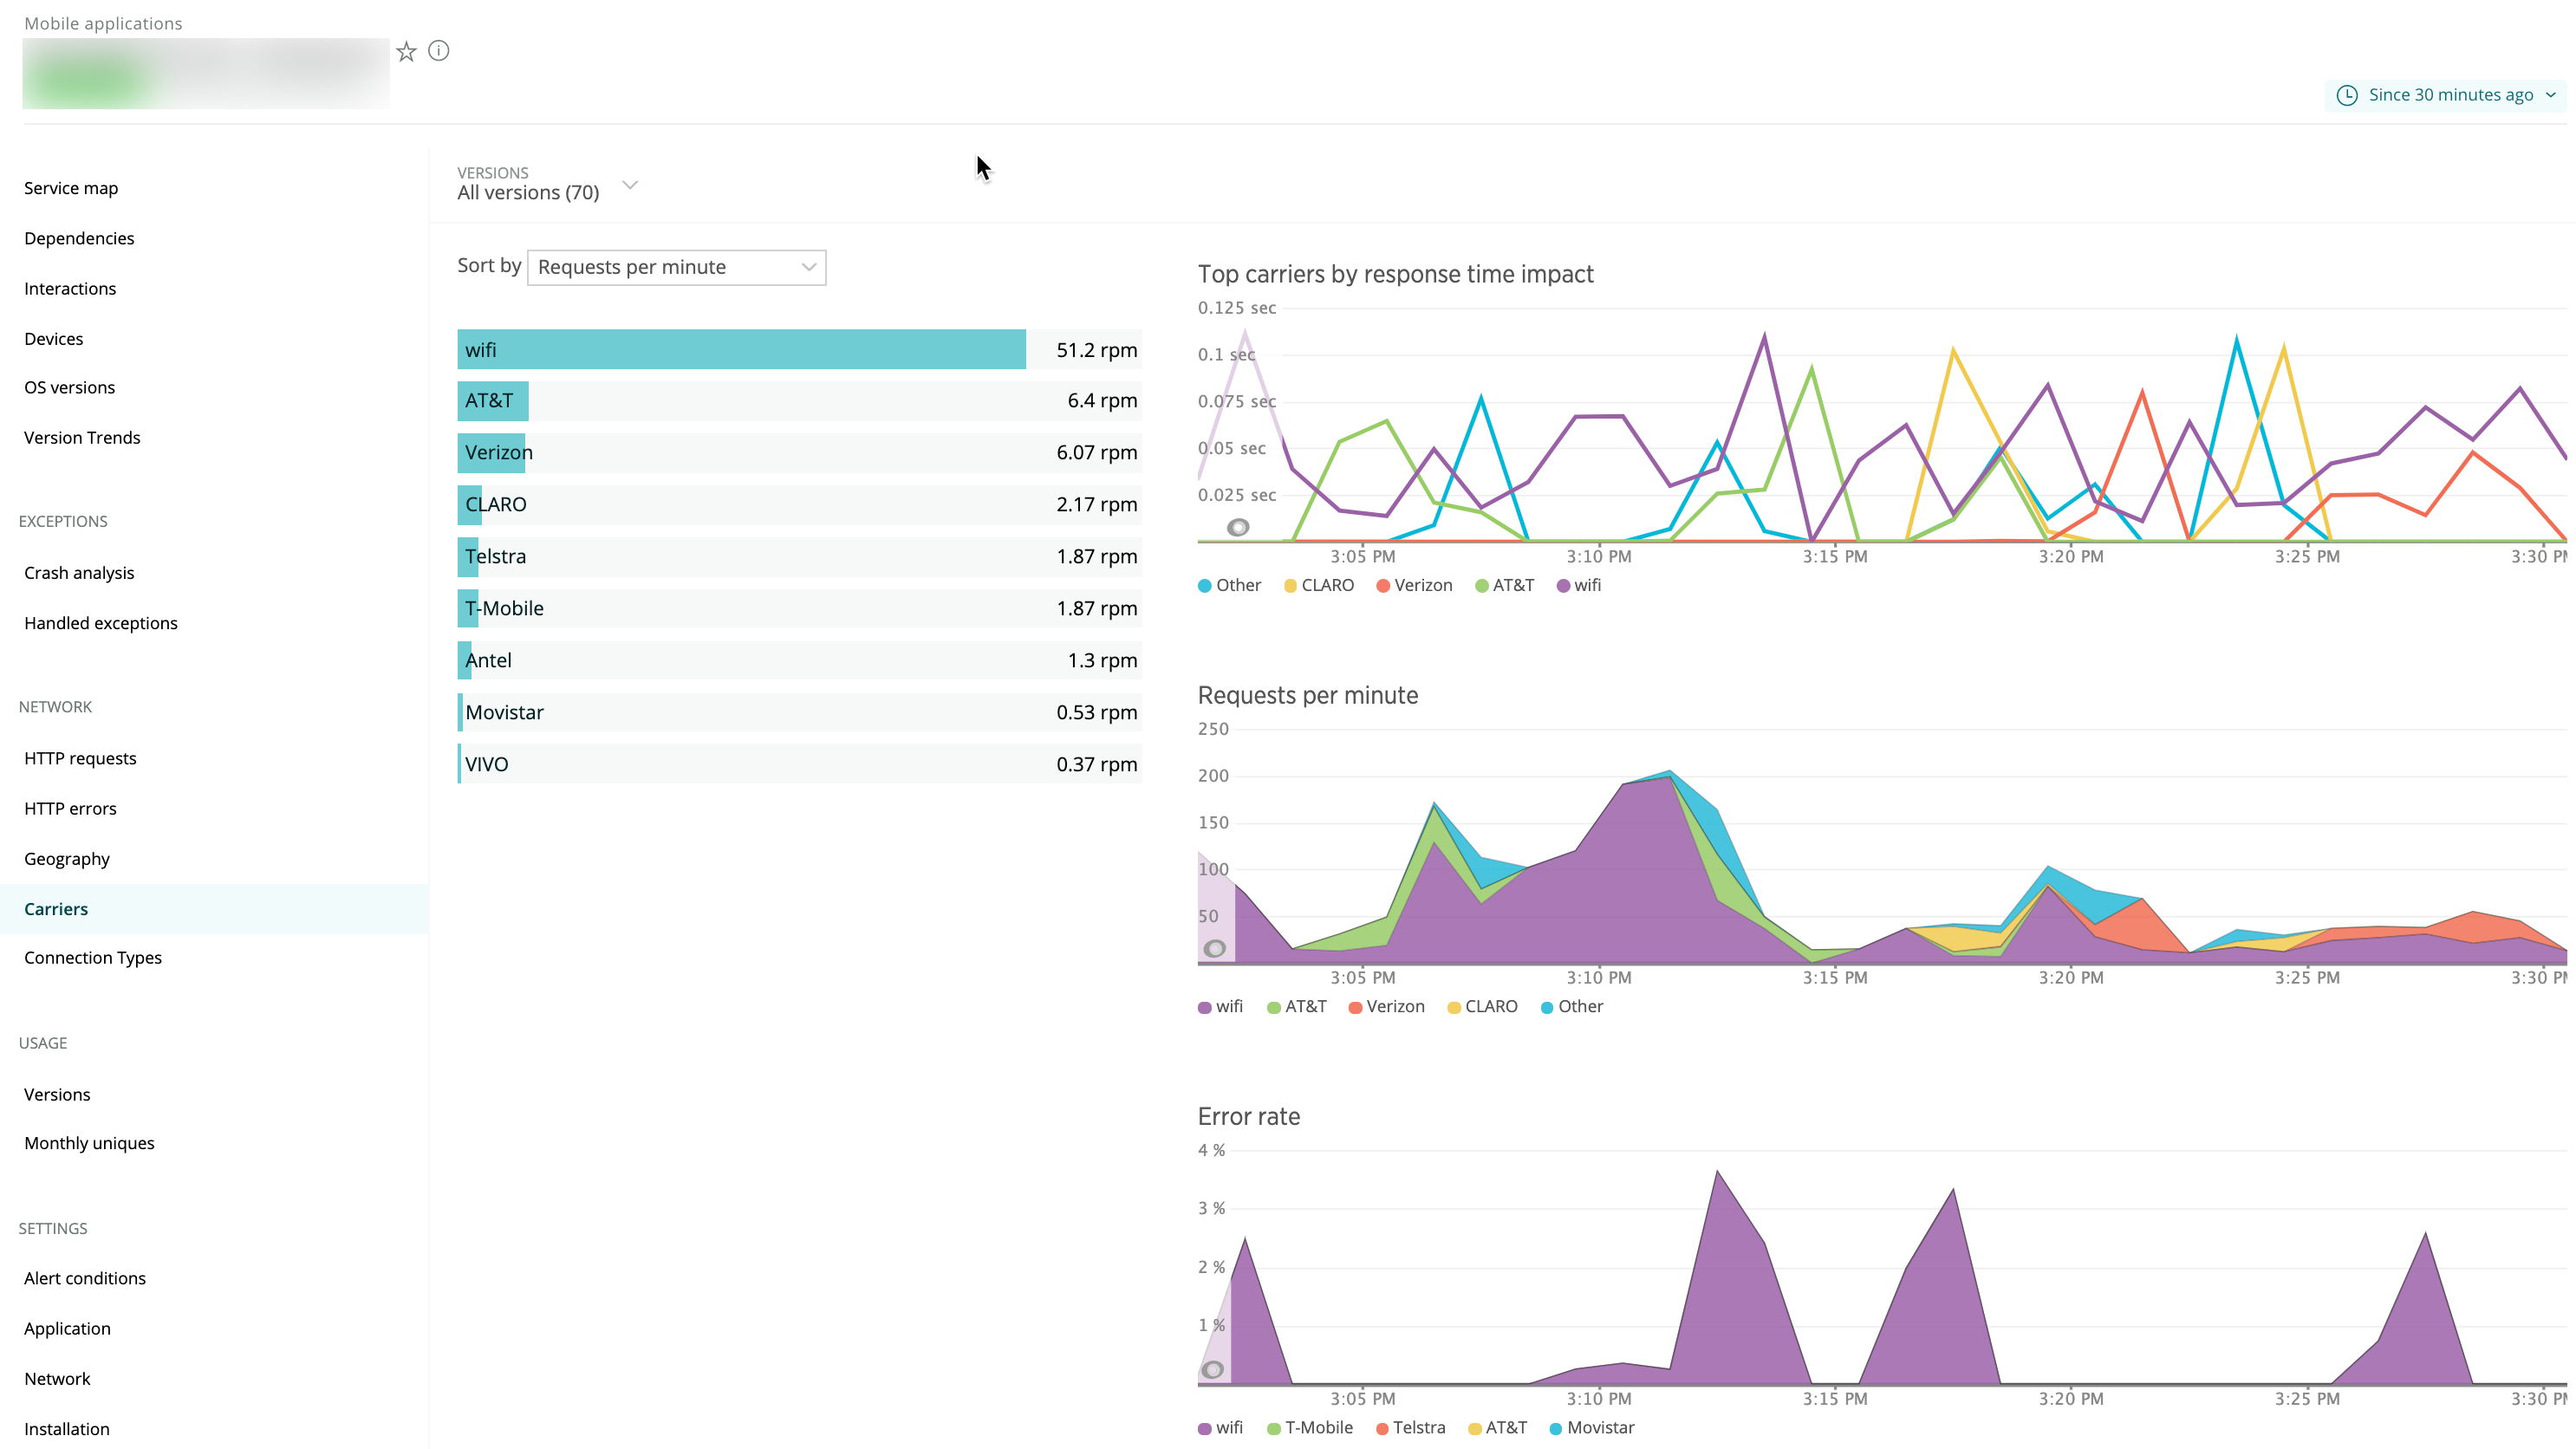 Mobile applications
Since 30 minutes ago
Service map
Dependencies
Interactions
Devices
OS versions
Version Trends
EXCEPTIONS
Crash analysis
Handled exceptions
NETWORK
HTTP requests
HTTP errors
Geography
Carriers
Connection Types
USAGE
Versions
Monthly uniques
SETTINGS
Alert conditions
Application
Network
Installation
VERSIONS
All versions (70)
Sort by Requests per minute
wifi 51.2 rpm
AT&T 6.4 rpm
Verizon 6.07 rpm
CLARO 2.17 rpm
Telstra 1.87 rpm
T-Mobile 1.87 rpm
Antel 1.3 rpm
Movistar 0.53 rpm
VIVO 0.37 rpm
Top carriers by response time impact
0.125 sec
0.1 sec
0.075 sec
0.05 sec
0.025 sec
3:05 PM 3:10 PM 3:15 PM 3:20 PM 3:25 PM 3:30 PM
Other CLARO Verizon AT&T wifi
Requests per minute
250
200
150
100
50
3:05 PM 3:10 PM 3:15 PM 3:20 PM 3:25 PM 3:30 PM
wifi AT&T Verizon CLARO Other
Error rate
4 %
3 %
2 %
1 %
3:05 PM 3:10 PM 3:15 PM 3:20 PM 3:25 PM 3:30 PM
wifi T-Mobile Telstra AT&T Movistar